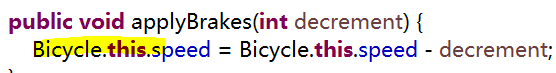 public void applyBrakes(int decrement) {
Bicycle.this.speed = Bicycle.this.speed - decrement;
}